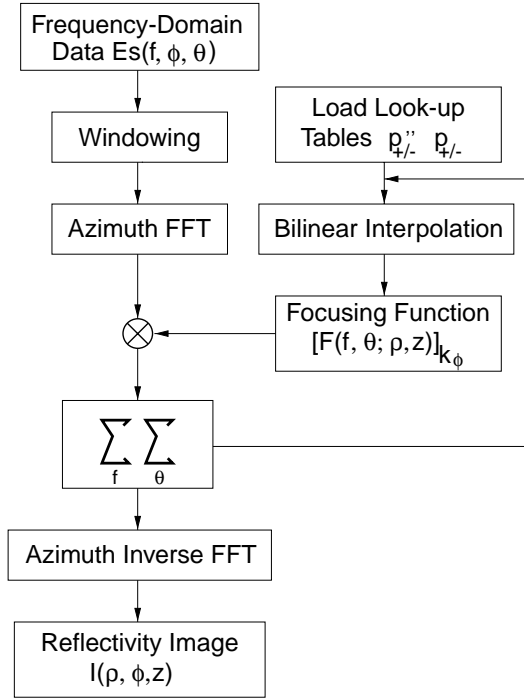 Frequency-Domain
Data Es(f, ϕ, θ)
Windowing
Azimuth FFT
Load Look-up
Tables p''+/- p+/-
Bilinear Interpolation
Focusing Function
[F(f, θ; ρ,z)]kϕ
⊗
∑ ∑
f θ
Azimuth Inverse FFT
Reflectivity Image
I(ρ, ϕ,z)